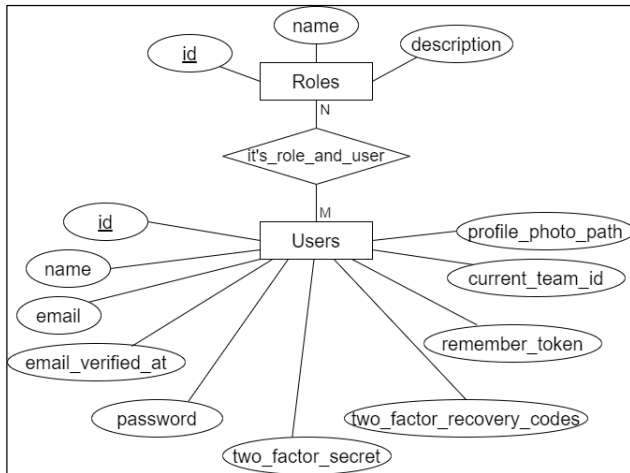 name
id
description
Roles
N
it's_role_and_user
M
id
Users
profile_photo_path
name
current_team_id
email
remember_token
email_verified_at
password
two_factor_recovery_codes
two_factor_secret